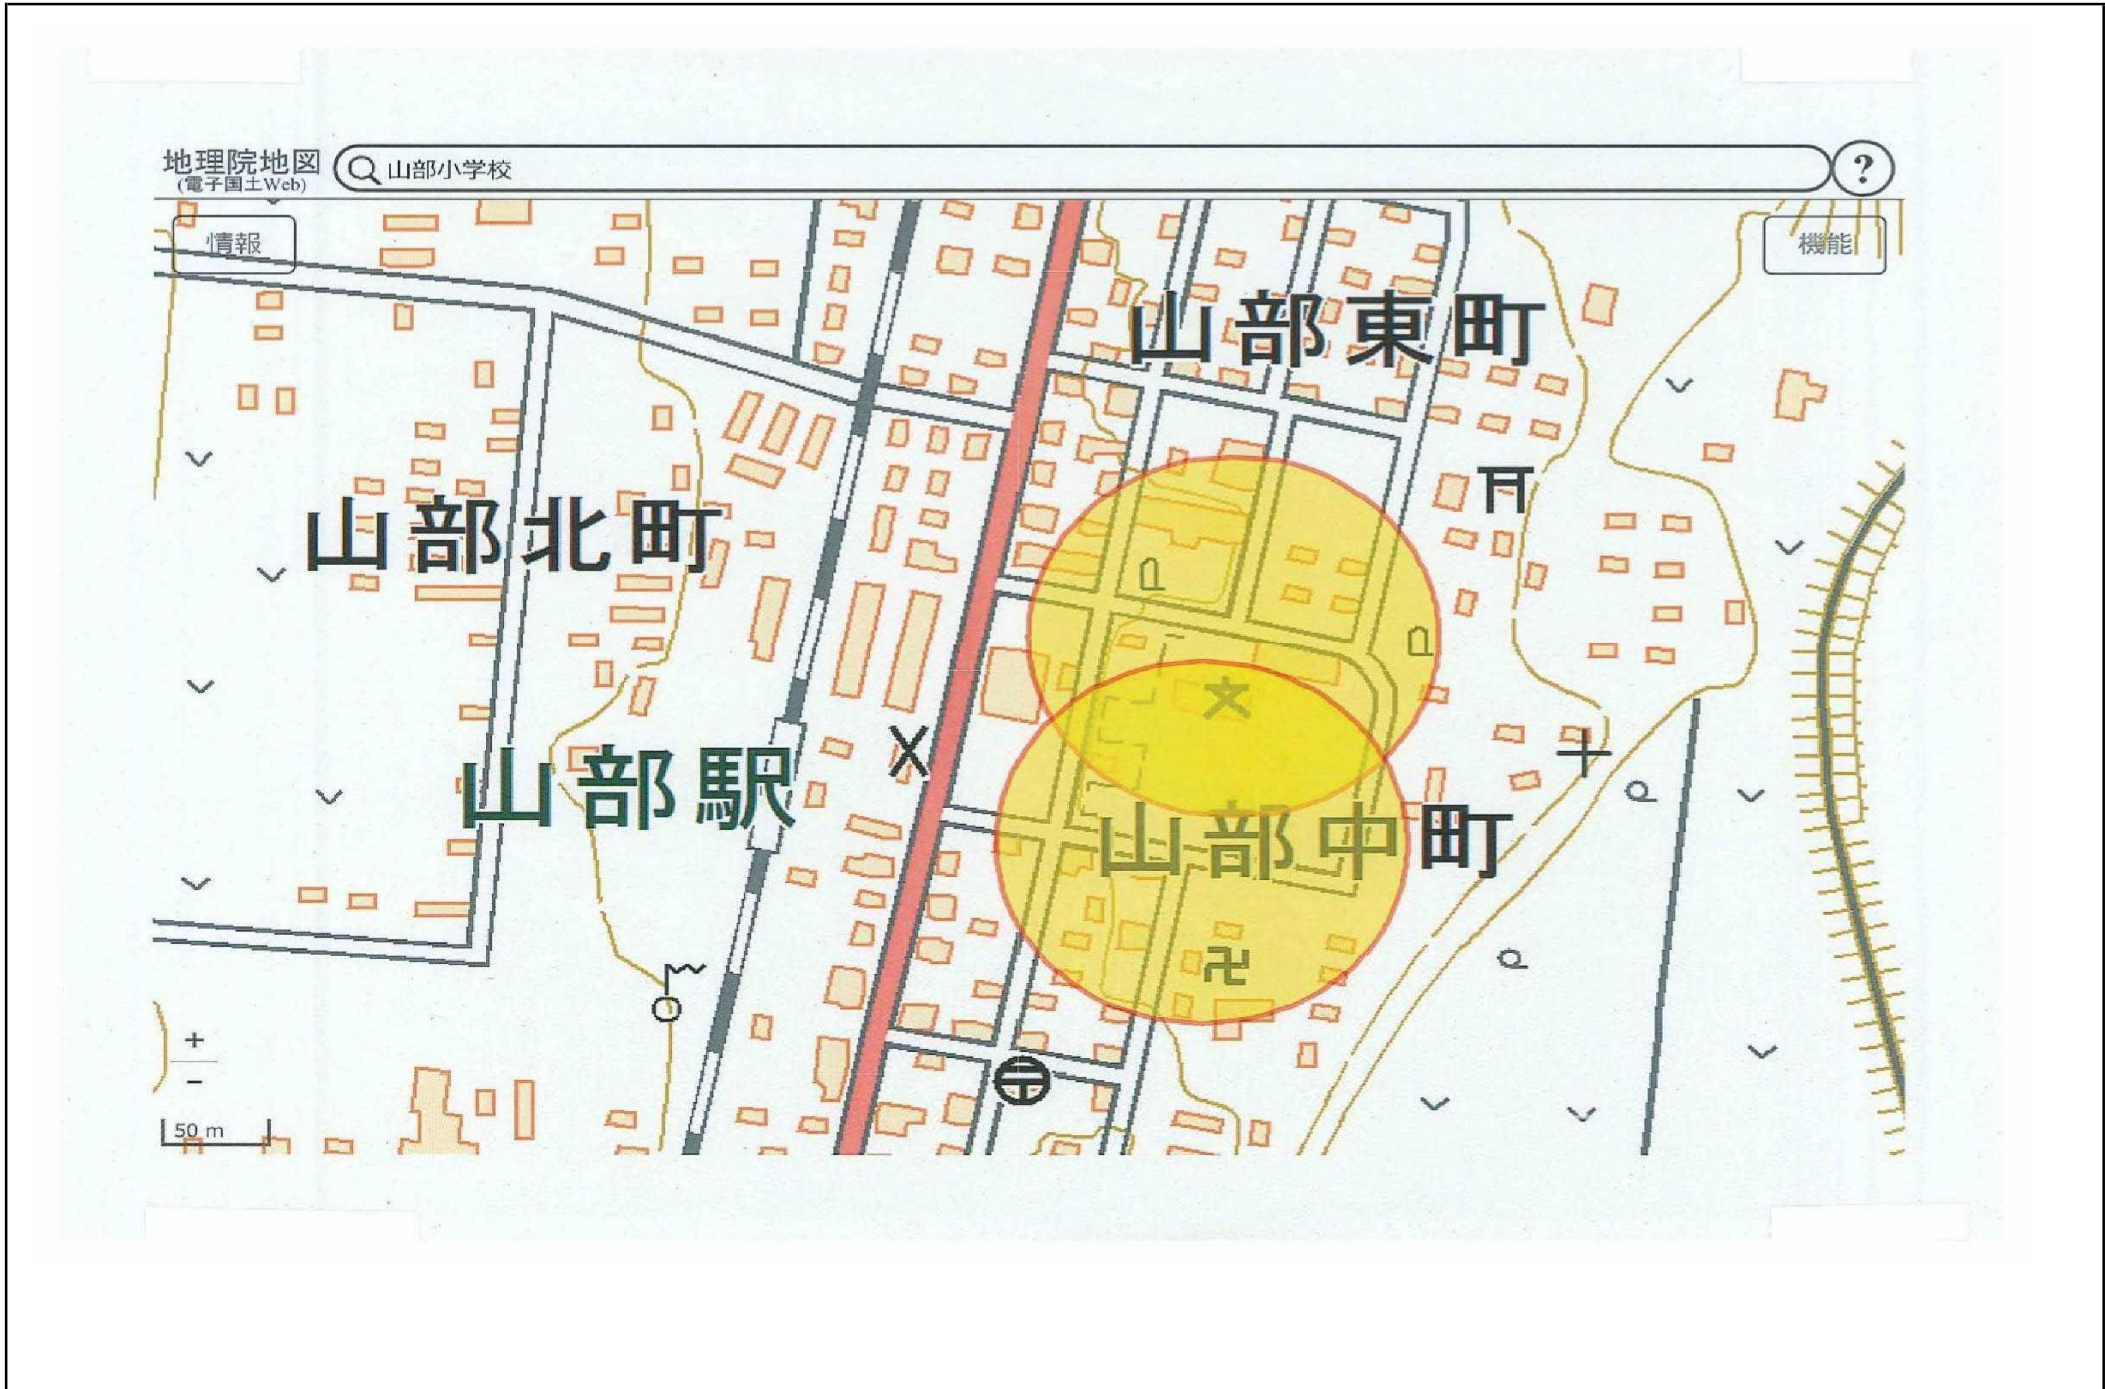 地理院地図
(電子国土Web)
山部小学校
?
情報
機能
山部東町
山部北町
山部駅
山部中町
+
-
50 m